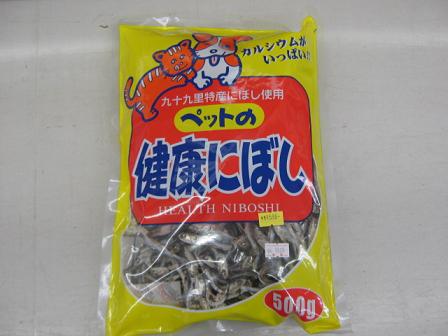 カルシウムが
いっぱい!!
九十九里特産にぼし使用
ペットの
健康にぼし
HEALTH NIBOSHI
500g